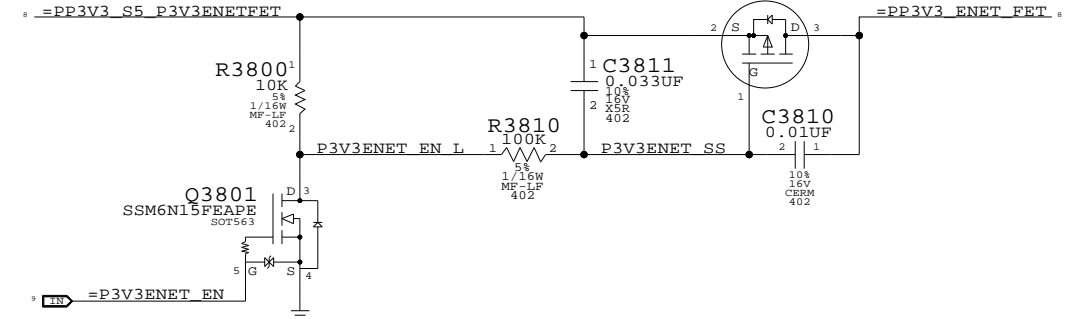 8 =PP3V3_S5_P3V3ENETFET
=PP3V3_ENET_FET 8
2 S D 3
G
1
R3800 1
10K
5%
1/16W
MF-LF
402
2
1 C3811
0.033UF
10%
16V
2 X5R
402
C3810
0.01UF
2 1
10%
16V
CERM
402
R3810
100K
1 2
5%
1/16W
MF-LF
402
P3V3ENET_EN_L
P3V3ENET_SS
Q3801
SSM6N15FEAPE
SOT563
D 3
5 G S 4
9 IN =P3V3ENET_EN